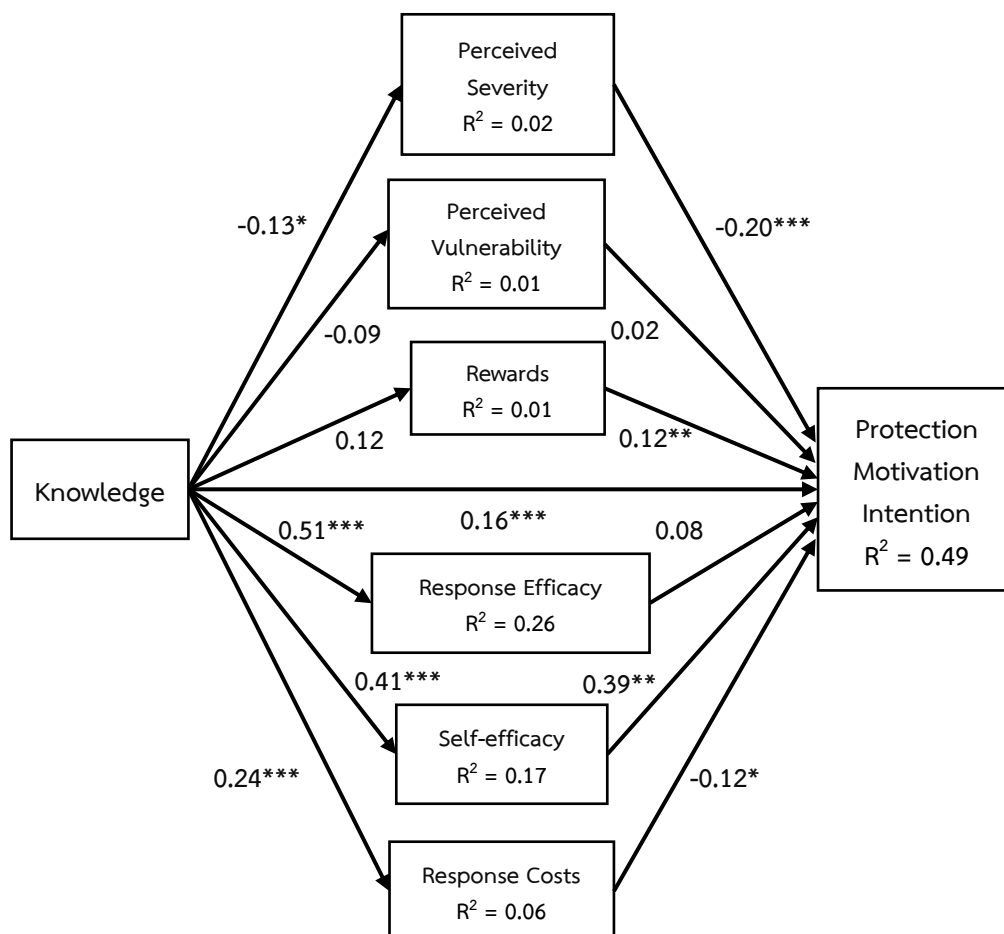 Perceived
Severity
R² = 0.02
-0.13*
-0.20***
Perceived
Vulnerability
R² = 0.01
-0.09
0.02
Rewards
R² = 0.01
0.12
0.12**
Knowledge
Protection
Motivation
Intention
R² = 0.49
0.51***
0.16***
0.08
Response Efficacy
R² = 0.26
0.41***
0.39**
Self-efficacy
R² = 0.17
0.24***
-0.12*
Response Costs
R² = 0.06